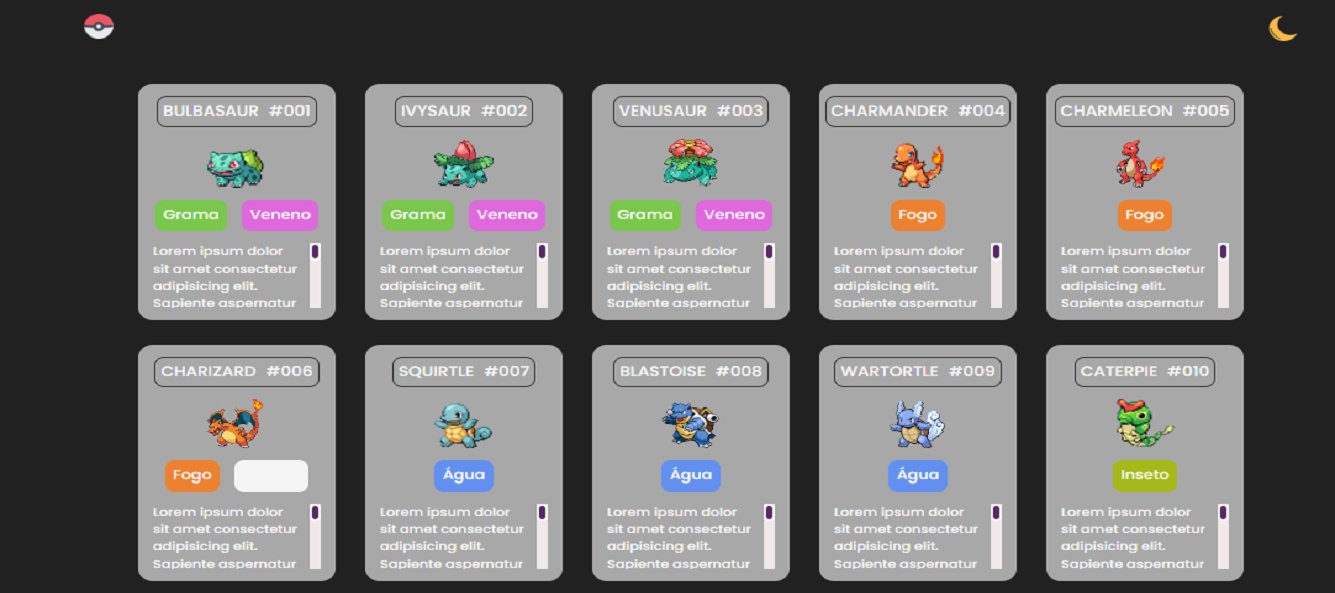 BULBASAUR #001
Grama Veneno
Lorem ipsum dolor
sit amet consectetur
adipisicing elit.
Sapiente aspernatur
IVYSAUR #002
Grama Veneno
Lorem ipsum dolor
sit amet consectetur
adipisicing elit.
Sapiente aspernatur
VENUSAUR #003
Grama Veneno
Lorem ipsum dolor
sit amet consectetur
adipisicing elit.
Sapiente aspernatur
CHARMANDER #004
Fogo
Lorem ipsum dolor
sit amet consectetur
adipisicing elit.
Sapiente aspernatur
CHARMELEON #005
Fogo
Lorem ipsum dolor
sit amet consectetur
adipisicing elit.
Sapiente aspernatur
CHARIZARD #006
Fogo
Lorem ipsum dolor
sit amet consectetur
adipisicing elit.
Sapiente aspernatur
SQUIRTLE #007
Água
Lorem ipsum dolor
sit amet consectetur
adipisicing elit.
Sapiente aspernatur
BLASTOISE #008
Água
Lorem ipsum dolor
sit amet consectetur
adipisicing elit.
Sapiente aspernatur
WARTORTLE #009
Água
Lorem ipsum dolor
sit amet consectetur
adipisicing elit.
Sapiente aspernatur
CATERPIE #010
Inseto
Lorem ipsum dolor
sit amet consectetur
adipisicing elit.
Sapiente aspernatur